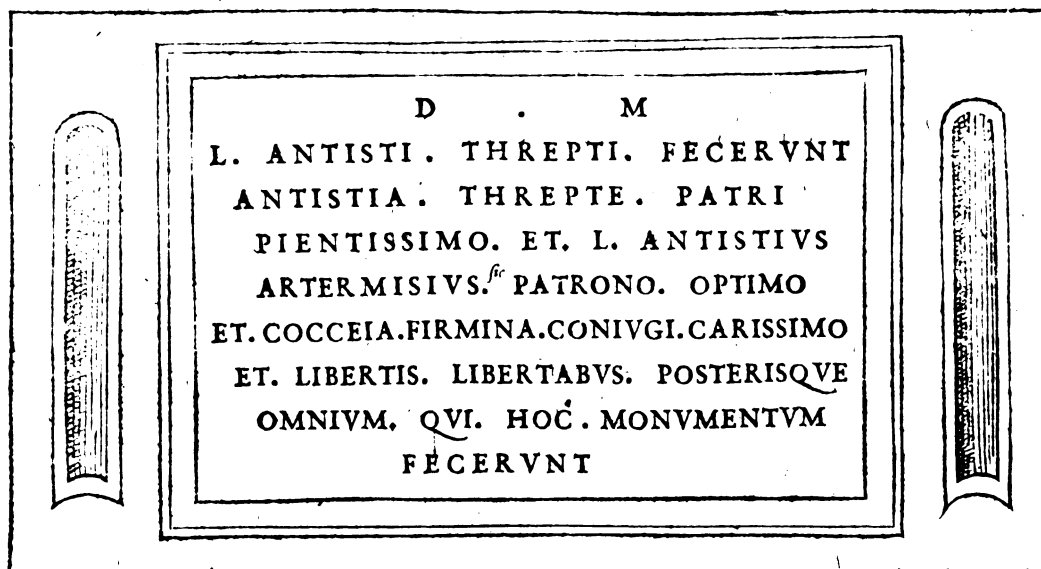 D . M
L. ANTISTI. THREPTI. FECERVNT
ANTISTIA. THREPTE. PATRI
PIENTISSIMO. ET. L. ANTISTIVS
ARTERMISIVS. sic PATRONO. OPTIMO
ET. COCCEIA. FIRMINA. CONIVGI. CARISSIMO
ET. LIBERTIS. LIBERTABVS. POSTERISQVE
OMNIVM. QVI. HOC. MONVMENTVM
FECERVNT